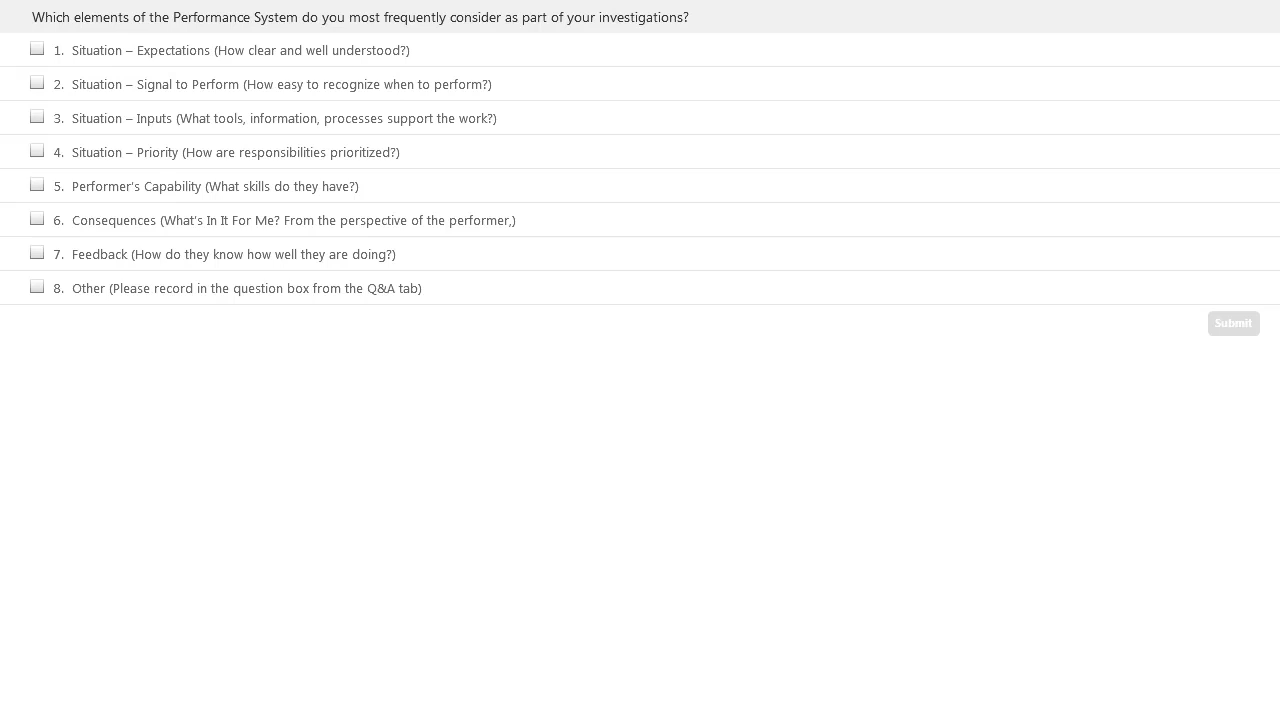 Which elements of the Performance System do you most frequently consider as part of your investigations?
1. Situation – Expectations (How clear and well understood?)
2. Situation – Signal to Perform (How easy to recognize when to perform?)
3. Situation – Inputs (What tools, information, processes support the work?)
4. Situation – Priority (How are responsibilities prioritized?)
5. Performer's Capability (What skills do they have?)
6. Consequences (What's In It For Me? From the perspective of the performer,)
7. Feedback (How do they know how well they are doing?)
8. Other (Please record in the question box from the Q&A tab)
Submit